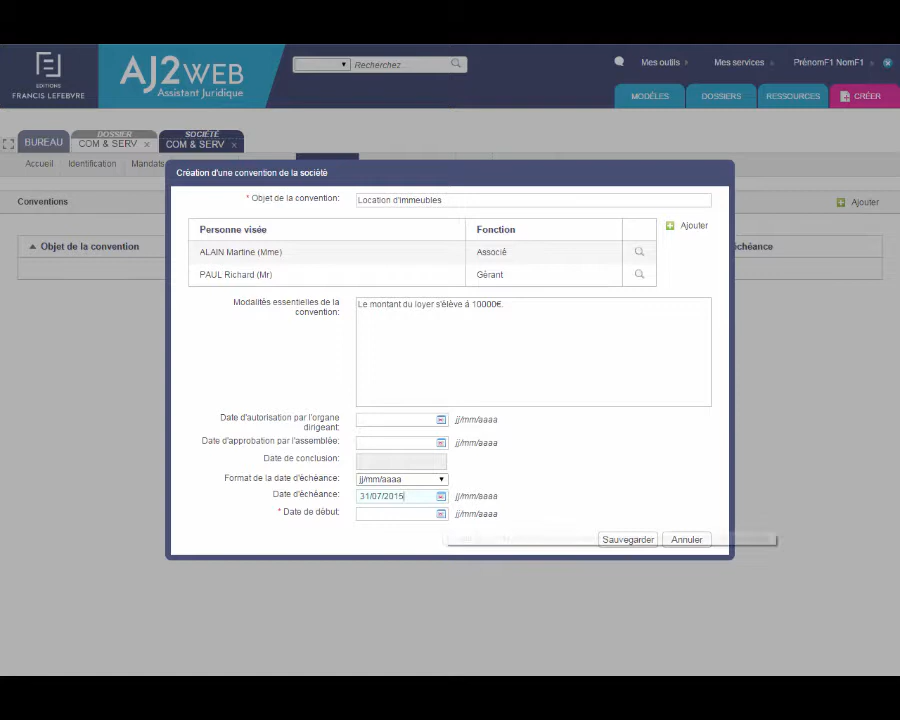 EDITIONS
FRANCIS LEFEBVRE
AJ2WEB
Assistant Juridique
Recherchez...
Mes outils
Mes services
PrénomF1 NomF1
MODÈLES
DOSSIERS
RESSOURCES
CRÉER
BUREAU
DOSSIER
COM & SERV x
SOCIÉTÉ
COM & SERV x
Accueil
Identification
Mandats
Création d'une convention de la société
Conventions
Ajouter
* Objet de la convention:
Location d'immeubles
Personne visée
Fonction
Ajouter
Objet de la convention
échéance
ALAIN Martine (Mme)
Associé
PAUL Richard (Mr)
Gérant
Modalités essentielles de la
convention:
Le montant du loyer s'élève à 10000€.
Date d'autorisation par l'organe
dirigeant:
jj/mm/aaaa
Date d'approbation par l'assemblée:
jj/mm/aaaa
Date de conclusion:
Format de la date d'échéance:
jj/mm/aaaa
Date d'échéance:
31/07/2015
jj/mm/aaaa
* Date de début:
jj/mm/aaaa
Sauvegarder
Annuler